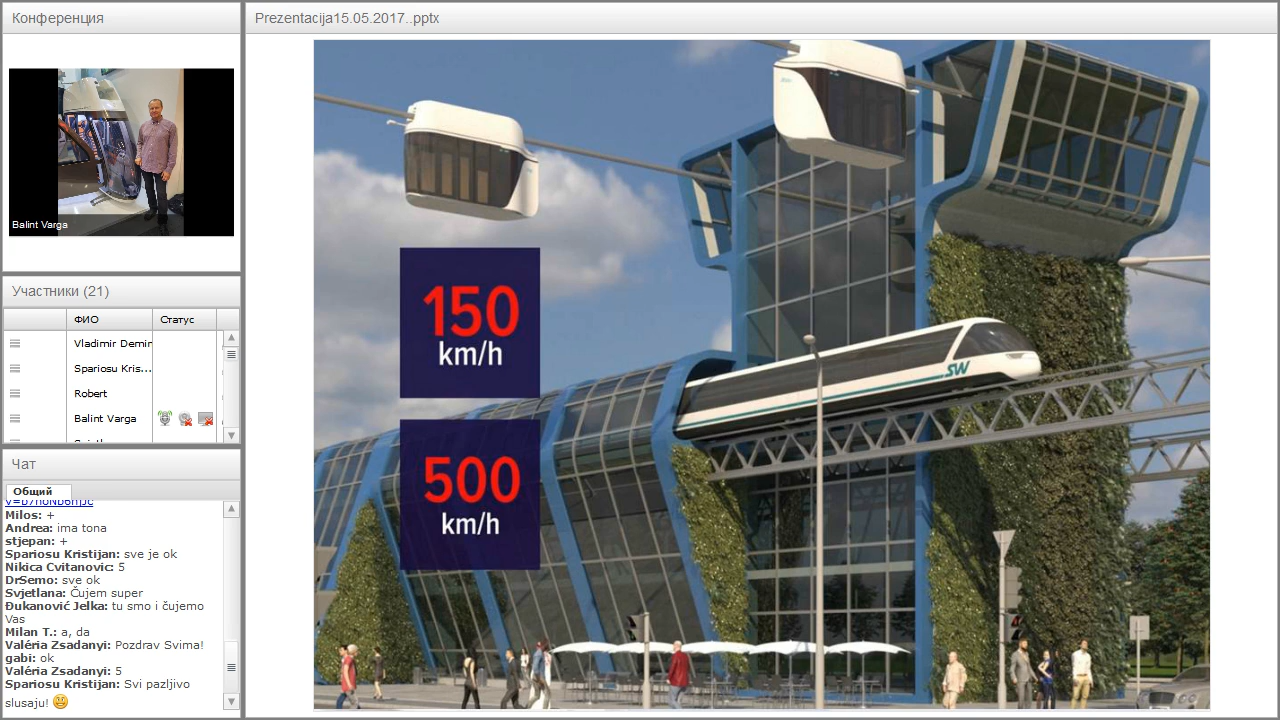 Конференция
Balint Varga
Участники (21)
ФИО Статус
Vladimir Demir
Spariosu Kris...
Robert
Balint Varga
Чат
Общий
Milos: +
Andrea: ima tona
stjepan: +
Spariosu Kristijan: sve je ok
Nikica Cvitanovic: 5
DrSemo: sve ok
Svjetlana: Čujem super
Đukanović Jelka: tu smo i čujemo
Vas
Milan T.: a, da
Valéria Zsadanyi: Pozdrav Svima!
gabi: ok
Valéria Zsadanyi: 5
Spariosu Kristijan: Svi pazljivo
slusaju!
Prezentacija15.05.2017..pptx
150
km/h
SW
500
km/h